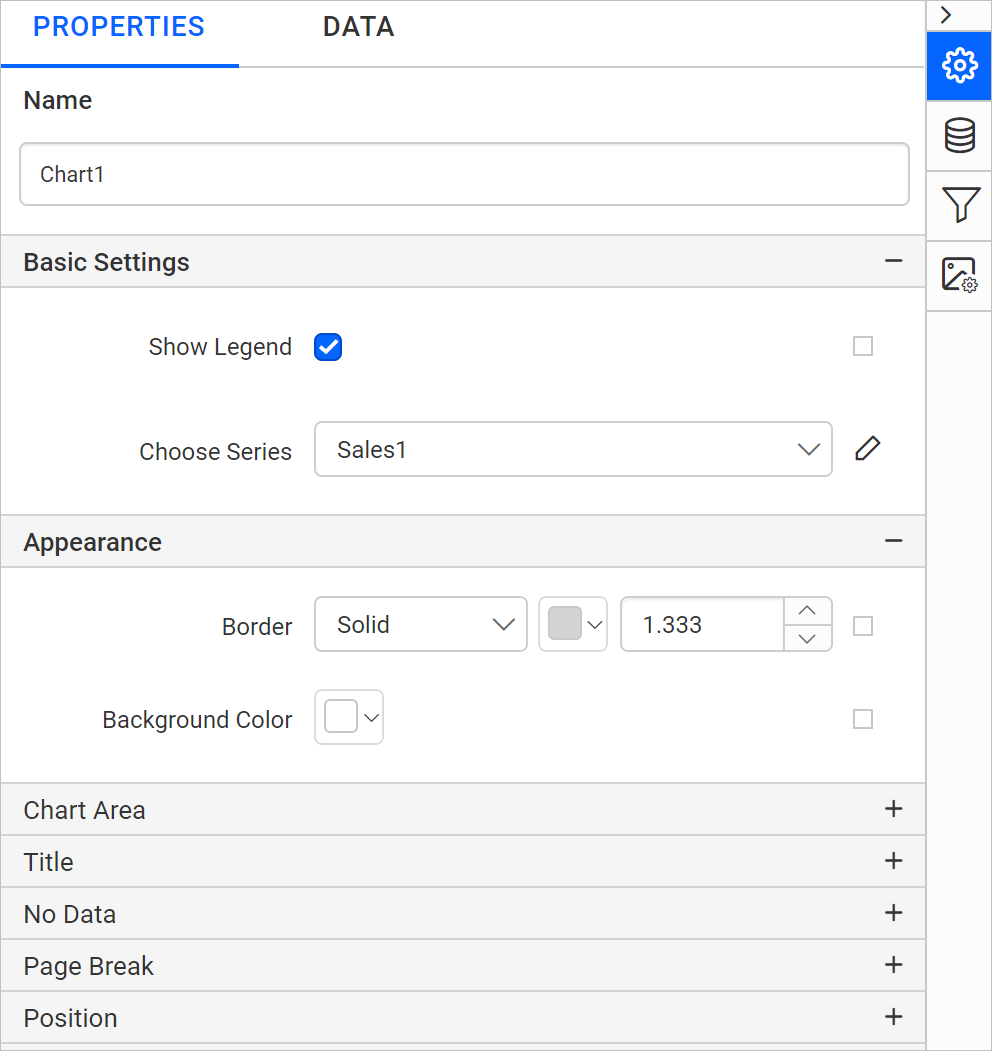 PROPERTIES DATA
Name
Chart1
Basic Settings
Show Legend
Choose Series Sales1
Appearance
Border Solid 1.333
Background Color
Chart Area
Title
No Data
Page Break
Position